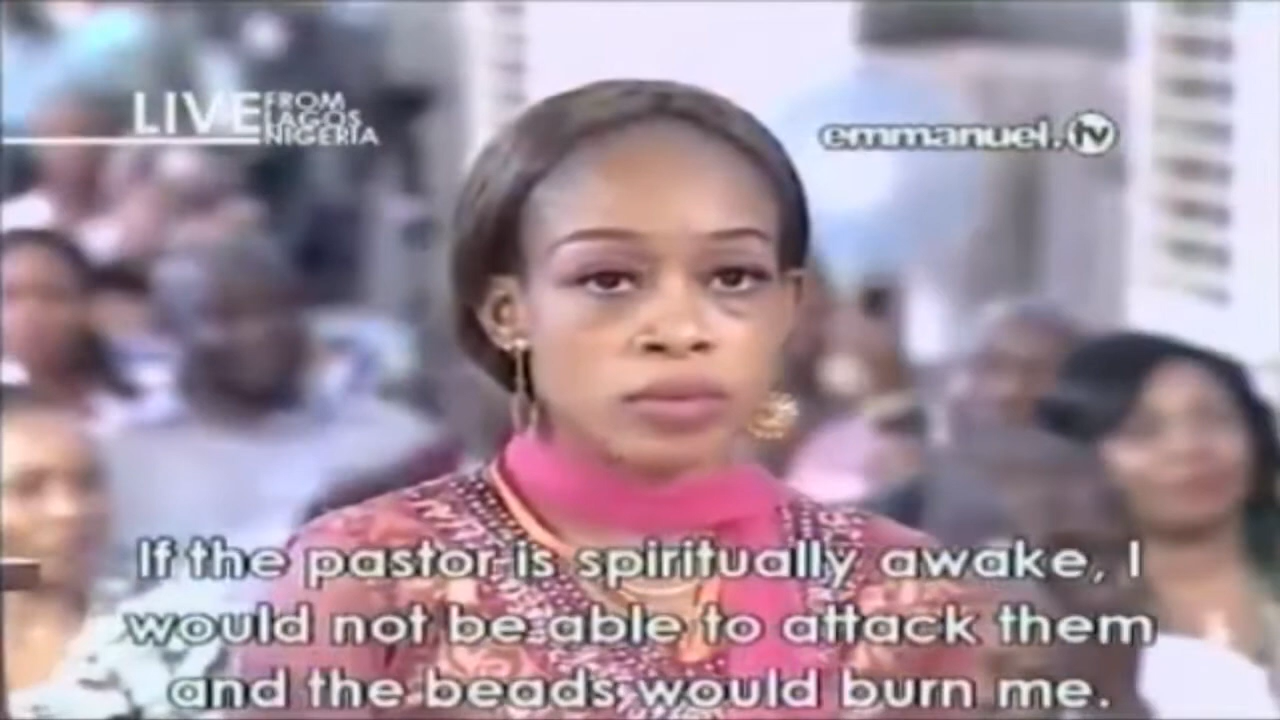 LIVE FROM
LAGOS
NIGERIA
emmanuel.tv
If the pastor is spiritually awake, I
would not be able to attack them
and the beads would burn me.